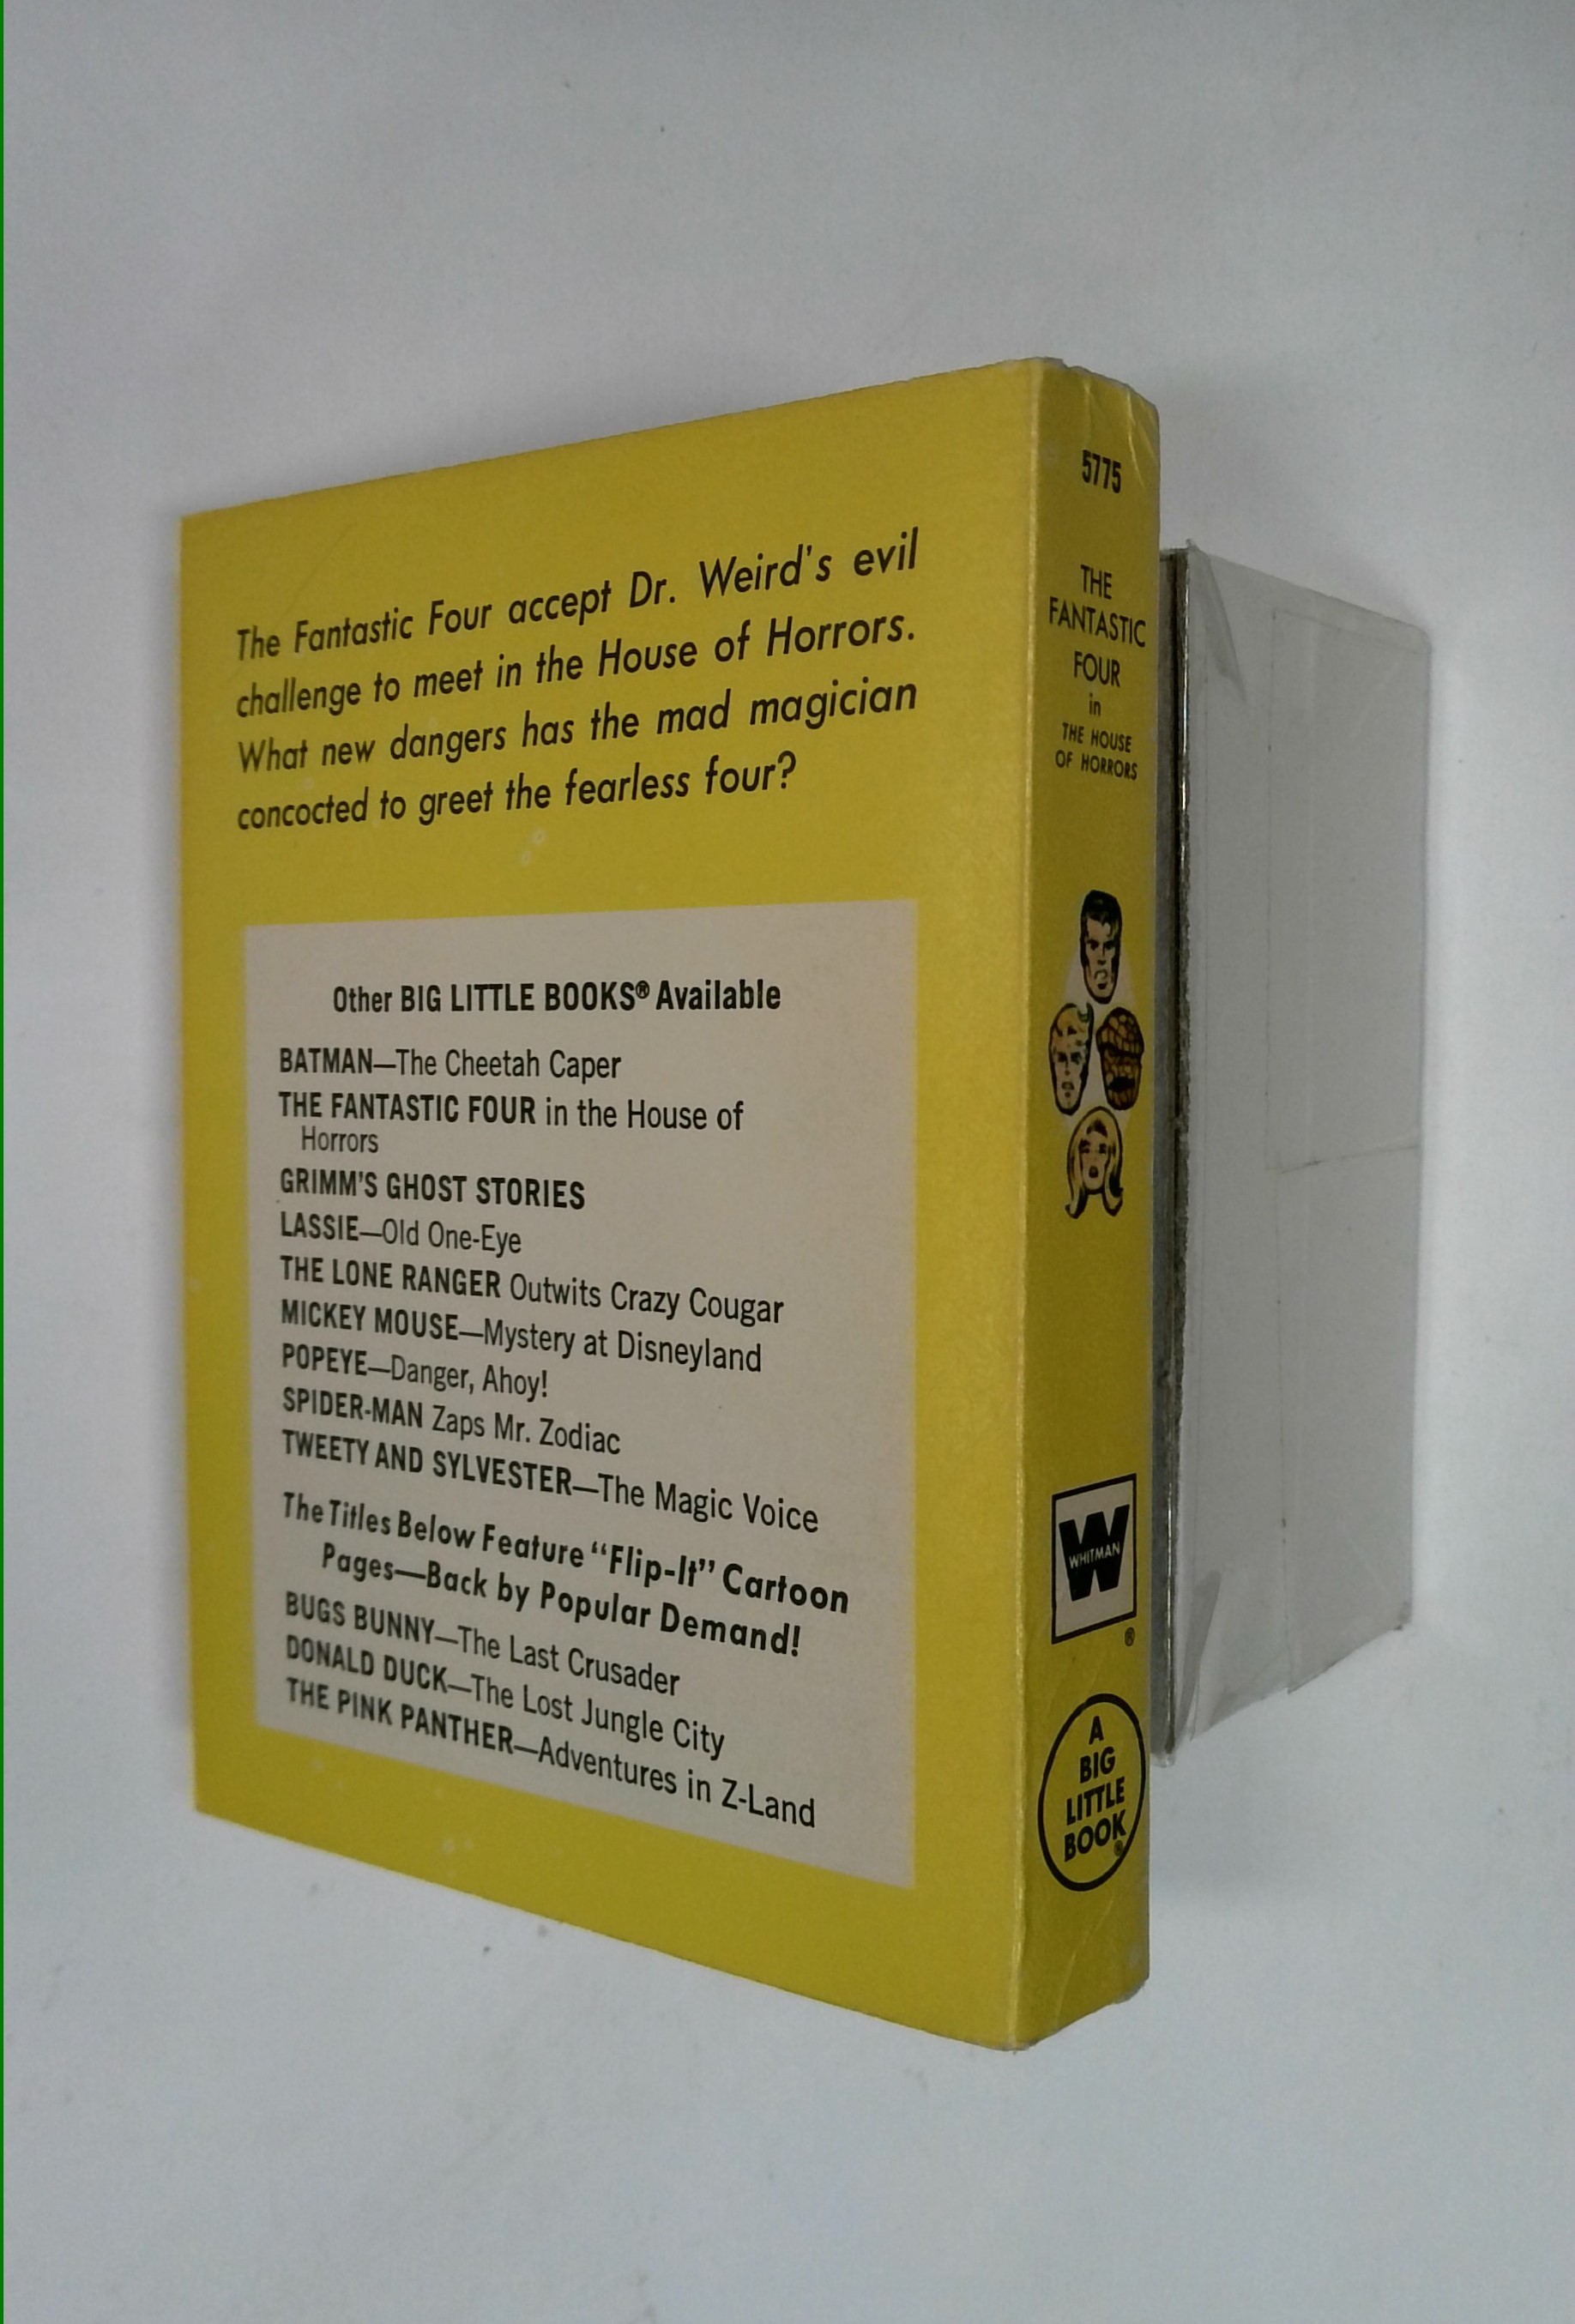 The Fantastic Four accept Dr. Weird's evil
challenge to meet in the House of Horrors.
What new dangers has the mad magician
concocted to greet the fearless four?
Other BIG LITTLE BOOKS® Available
BATMAN—The Cheetah Caper
THE FANTASTIC FOUR in the House of
Horrors
GRIMM'S GHOST STORIES
LASSIE—Old One-Eye
THE LONE RANGER Outwits Crazy Cougar
MICKEY MOUSE—Mystery at Disneyland
POPEYE—Danger, Ahoy!
SPIDER-MAN Zaps Mr. Zodiac
TWEETY AND SYLVESTER—The Magic Voice
The Titles Below Feature “Flip-It” Cartoon
Pages—Back by Popular Demand!
BUGS BUNNY—The Last Crusader
DONALD DUCK—The Lost Jungle City
THE PINK PANTHER—Adventures in Z-Land
5775
THE
FANTASTIC
FOUR
in
THE HOUSE
OF HORRORS
W
WHITMAN
®
A
BIG
LITTLE
BOOK®